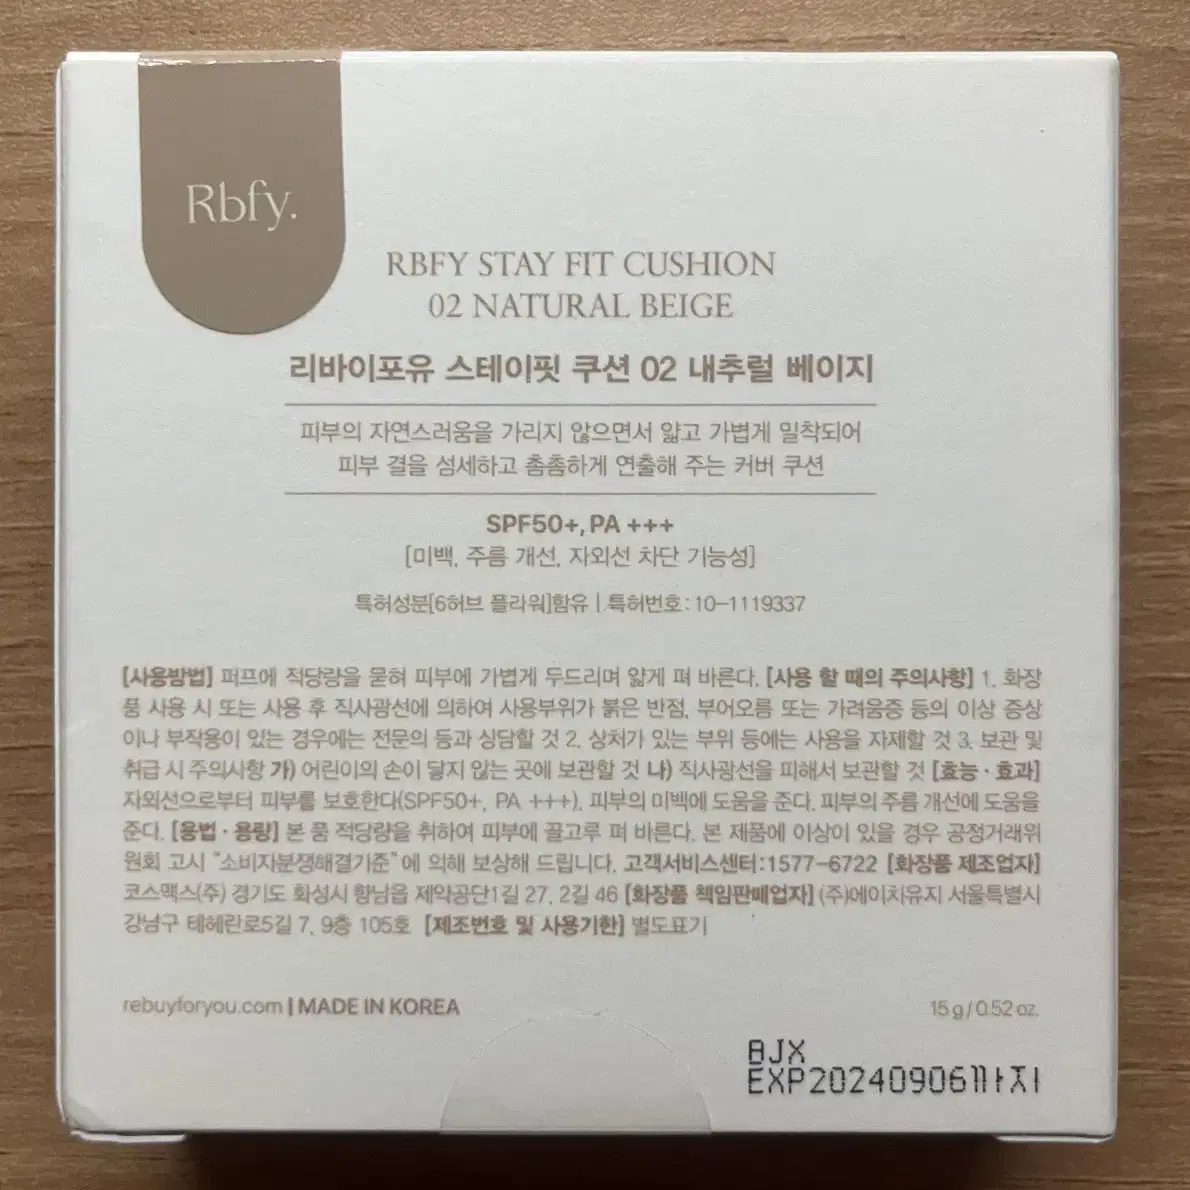 Rbfy.
RBFY STAY FIT CUSHION
02 NATURAL BEIGE
리바이포유 스테이핏 쿠션 02 내추럴 베이지
피부의 자연스러움을 가리지 않으면서 얇고 가볍게 밀착되어
피부 결을 섬세하고 촘촘하게 연출해 주는 커버 쿠션
SPF50+, PA +++
[미백, 주름 개선, 자외선 차단 기능성]
특허성분[6허브 플라워]함유 | 특허번호 : 10-1119337
[사용방법] 퍼프에 적당량을 묻혀 피부에 가볍게 두드리며 얇게 펴 바른다. [사용 할 때의 주의사항] 1. 화장
품 사용 시 또는 사용 후 직사광선에 의하여 사용부위가 붉은 반점, 부어오름 또는 가려움증 등의 이상 증상
이나 부작용이 있는 경우에는 전문의 등과 상담할 것 2. 상처가 있는 부위 등에는 사용을 자제할 것 3. 보관 및
취급 시 주의사항 가) 어린이의 손이 닿지 않는 곳에 보관할 것 나) 직사광선을 피해서 보관할 것 [효능 · 효과]
자외선으로부터 피부를 보호한다(SPF50+, PA +++). 피부의 미백에 도움을 준다. 피부의 주름 개선에 도움을
준다. [용법 · 용량] 본 품 적당량을 취하여 피부에 골고루 펴 바른다. 본 제품에 이상이 있을 경우 공정거래위
원회 고시 "소비자분쟁해결기준"에 의해 보상해 드립니다. 고객서비스센터:1577-6722 [화장품 제조업자]
코스맥스(주) 경기도 화성시 향남읍 제약공단1길 27, 2길 46 [화장품 책임판매업자] (주)에이치유지 서울특별시
강남구 테헤란로5길 7, 9층 105호 [제조번호 및 사용기한] 별도표기
rebuyforyou.com | MADE IN KOREA
15 g / 0.52 oz.
BJX
EXP20240906까지